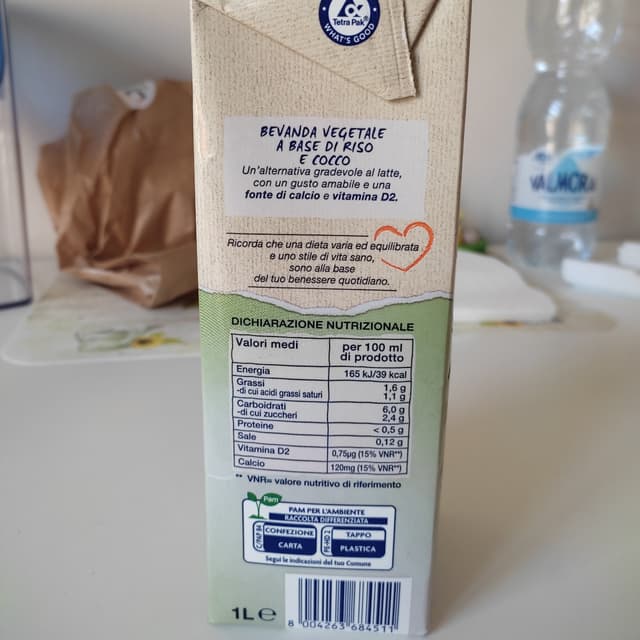 Tetra Pak
WHAT'S GOOD
BEVANDA VEGETALE
A BASE DI RISO
E COCCO
Un'alternativa gradevole al latte,
con un gusto amabile e una
fonte di calcio e vitamina D2.
Ricorda che una dieta varia ed equilibrata
e uno stile di vita sano,
sono alla base
del tuo benessere quotidiano.
DICHIARAZIONE NUTRIZIONALE
Valori medi per 100 ml
di prodotto
Energia 165 kJ/39 kcal
Grassi 1,6 g
-di cui acidi grassi saturi 1,1 g
Carboidrati 6,0 g
-di cui zuccheri 2,4 g
Proteine < 0,5 g
Sale 0,12 g
Vitamina D2 0,75µg (15% VNR**)
Calcio 120mg (15% VNR**)
** VNR= valore nutritivo di riferimento
Pam
PAM PER L'AMBIENTE
RACCOLTA DIFFERENZIATA
C/PAP 84 CONFEZIONE CARTA
PE-HD 2 TAPPO PLASTICA
Segui le indicazioni del tuo Comune
1L e
8 004263 684511
VALMORA